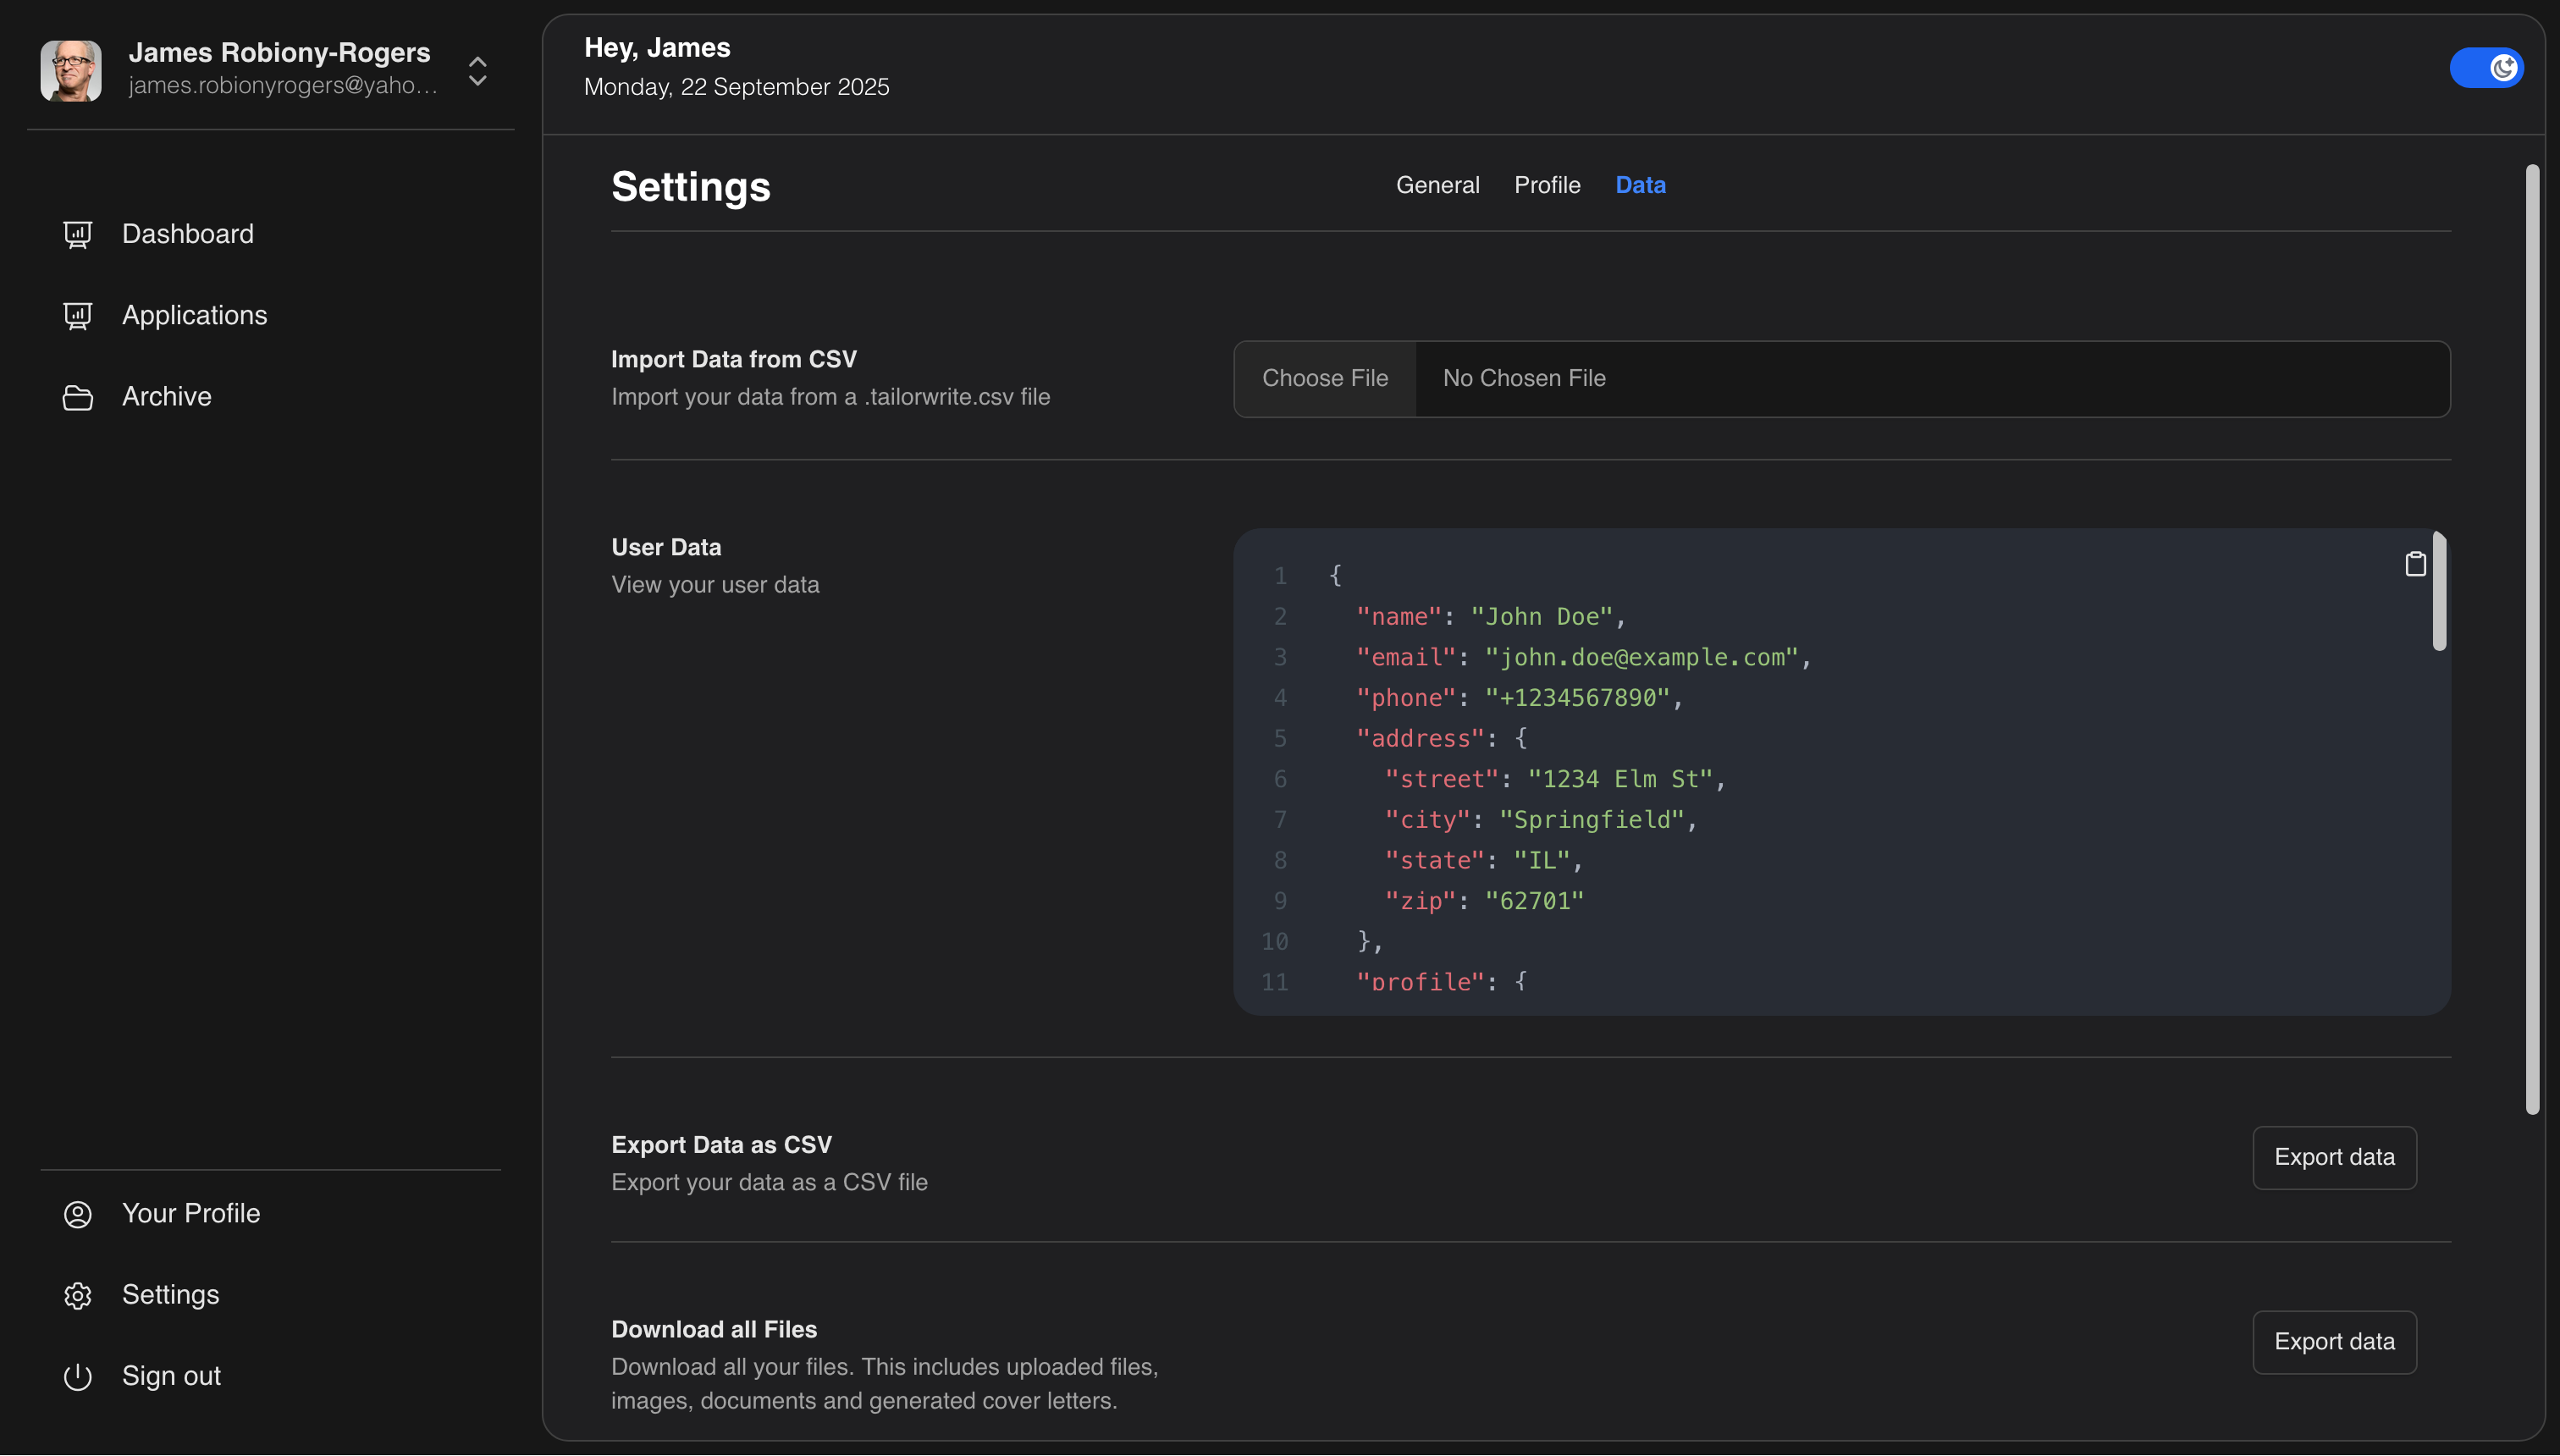 James Robiony-Rogers
james.robionyrogers@yaho...
Dashboard
Applications
Archive
Your Profile
Settings
Sign out
Hey, James
Monday, 22 September 2025
Settings
General Profile Data
Import Data from CSV
Import your data from a .tailorwrite.csv file
Choose File No Chosen File
User Data
View your user data
1 {
2 "name": "John Doe",
3 "email": "john.doe@example.com",
4 "phone": "+1234567890",
5 "address": {
6 "street": "1234 Elm St",
7 "city": "Springfield",
8 "state": "IL",
9 "zip": "62701"
10 },
11 "profile": {
Export Data as CSV
Export your data as a CSV file
Export data
Download all Files
Download all your files. This includes uploaded files,
images, documents and generated cover letters.
Export data